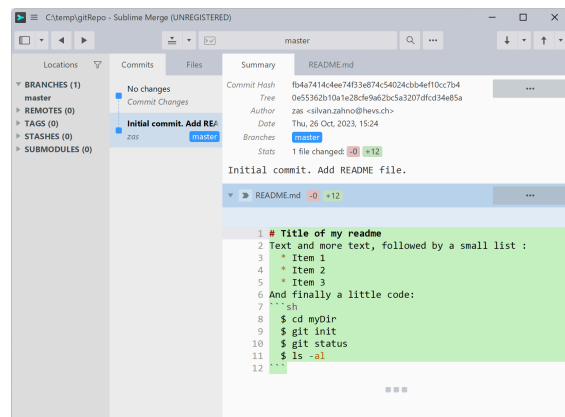 C:\temp\gitRepo - Sublime Merge (UNREGISTERED)
master
Locations
Commits
Files
Summary
README.md
BRANCHES (1)
master
REMOTES (0)
TAGS (0)
STASHES (0)
SUBMODULES (0)
No changes
Commit Changes
Initial commit. Add REA
zas master
Commit Hash fb4a7414c4ee74f33e874c54024cbb4ef10cc7b4
Tree 0e55362b10a1e28cfe9a62bc5a3207dfcd34e85a
Author zas <silvan.zahno@hevs.ch>
Date Thu, 26 Oct, 2023, 15:24
Branches master
Stats 1 file changed: -0 +12
Initial commit. Add README file.
README.md -0 +12
1 # Title of my readme
2 Text and more text, followed by a small list :
3 * Item 1
4 * Item 2
5 * Item 3
6 And finally a little code:
7 ```sh
8 $ cd myDir
9 $ git init
10 $ git status
11 $ ls -al
12 ```